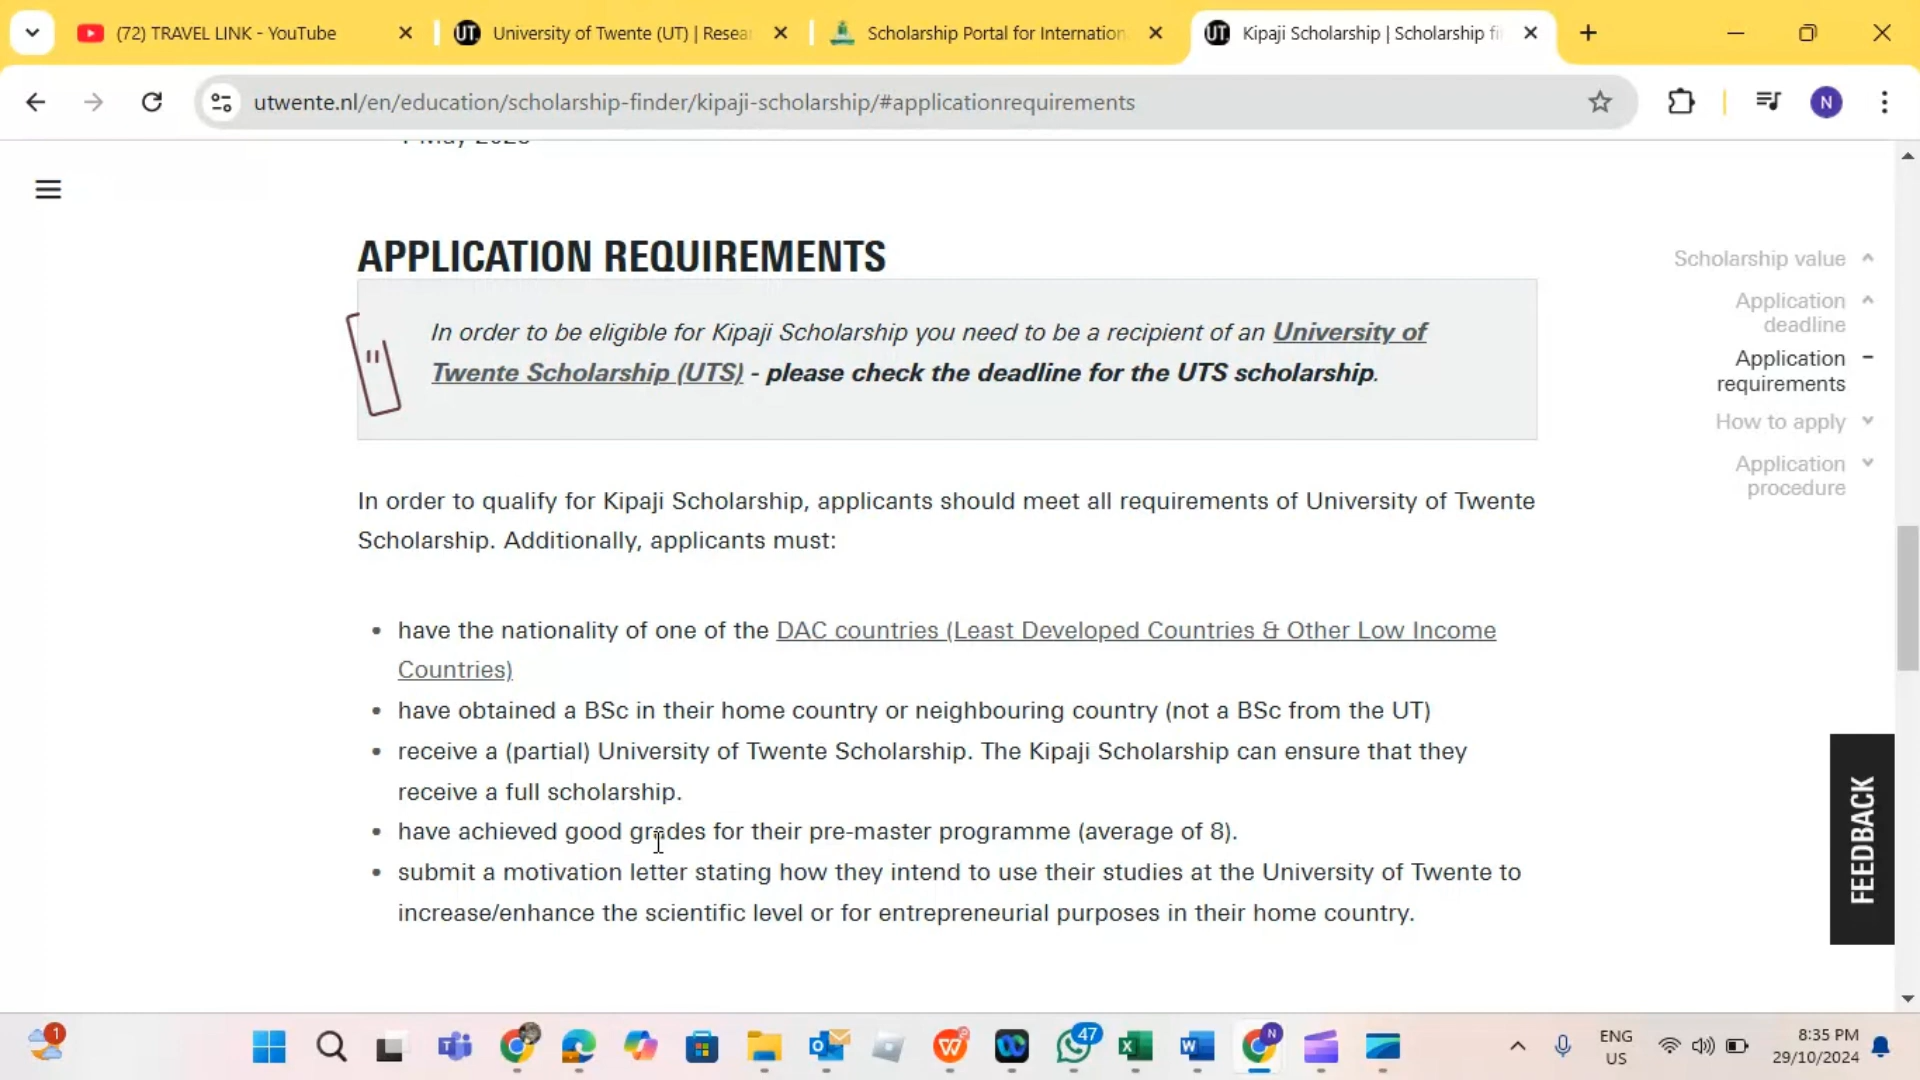 (72) TRAVEL LINK - YouTube
University of Twente (UT) | Resea
Scholarship Portal for Internation
Kipaji Scholarship | Scholarship fi
N
utwente.nl/en/education/scholarship-finder/kipaji-scholarship/#applicationrequirements
APPLICATION REQUIREMENTS
In order to be eligible for Kipaji Scholarship you need to be a recipient of an University of
Twente Scholarship (UTS) - please check the deadline for the UTS scholarship.
In order to qualify for Kipaji Scholarship, applicants should meet all requirements of University of Twente
Scholarship. Additionally, applicants must:
• have the nationality of one of the DAC countries (Least Developed Countries & Other Low Income
Countries)
• have obtained a BSc in their home country or neighbouring country (not a BSc from the UT)
• receive a (partial) University of Twente Scholarship. The Kipaji Scholarship can ensure that they
receive a full scholarship.
• have achieved good grades for their pre-master programme (average of 8).
• submit a motivation letter stating how they intend to use their studies at the University of Twente to
increase/enhance the scientific level or for entrepreneurial purposes in their home country.
Scholarship value
Application
deadline
Application
requirements
How to apply
Application
procedure
FEEDBACK
1
47
N
ENG
US
8:35 PM
29/10/2024